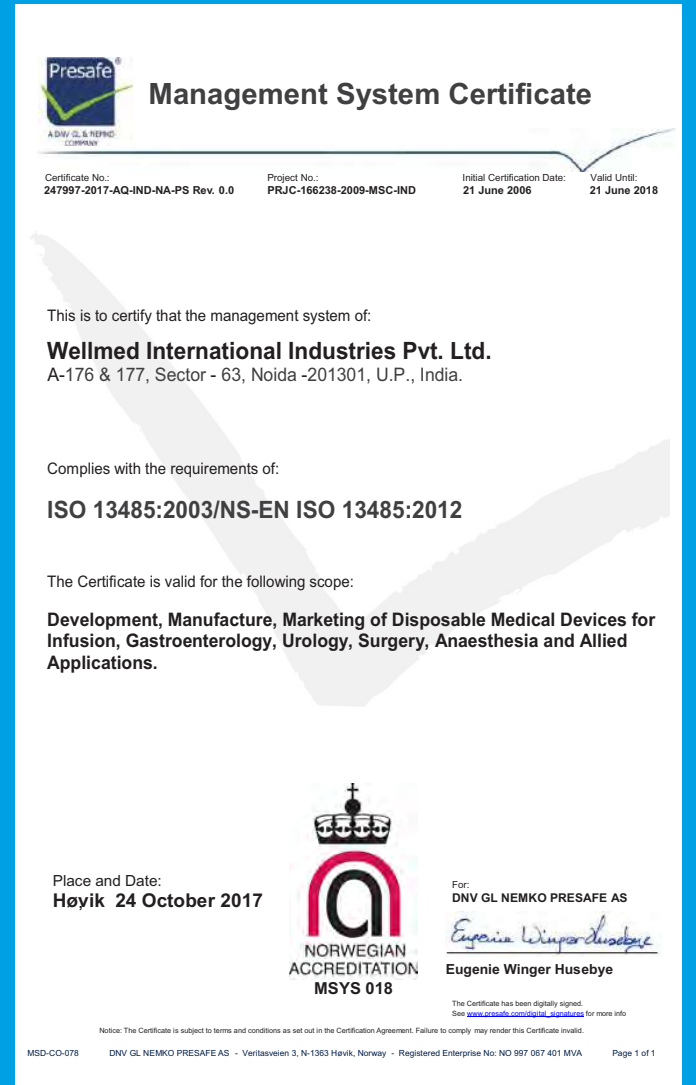 Presafe®
A DNV GL & NEMKO
COMPANY
Management System Certificate
Certificate No.:
247997-2017-AQ-IND-NA-PS Rev. 0.0
Project No.:
PRJC-166238-2009-MSC-IND
Initial Certification Date:
21 June 2006
Valid Until:
21 June 2018
This is to certify that the management system of:
Wellmed International Industries Pvt. Ltd.
A-176 & 177, Sector - 63, Noida -201301, U.P., India.
Complies with the requirements of:
ISO 13485:2003/NS-EN ISO 13485:2012
The Certificate is valid for the following scope:
Development, Manufacture, Marketing of Disposable Medical Devices for
Infusion, Gastroenterology, Urology, Surgery, Anaesthesia and Allied
Applications.
Place and Date:
Høvik 24 October 2017
NORWEGIAN
ACCREDITATION
MSYS 018
For:
DNV GL NEMKO PRESAFE AS
Eugenie Winger Husebye
Eugenie Winger Husebye
The Certificate has been digitally signed.
See www.presafe.com/digital_signatures for more info
Notice: The Certificate is subject to terms and conditions as set out in the Certification Agreement. Failure to comply may render this Certificate invalid.
MSD-CO-078 DNV GL NEMKO PRESAFE AS - Veritasveien 3, N-1363 Høvik, Norway - Registered Enterprise No: NO 997 067 401 MVA Page 1 of 1